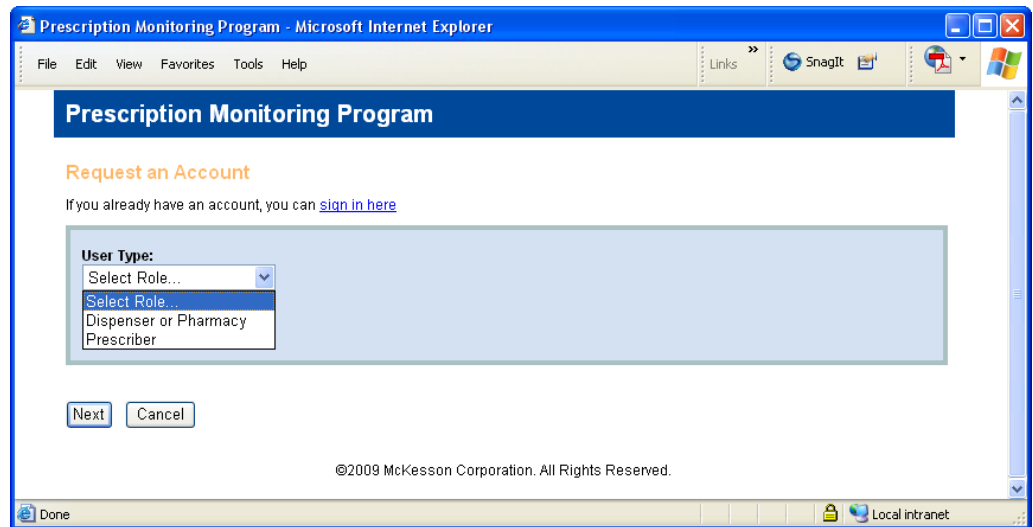 Prescription Monitoring Program - Microsoft Internet Explorer
File Edit View Favorites Tools Help Links » SnagIt
Prescription Monitoring Program
Request an Account
If you already have an account, you can sign in here
User Type:
Select Role...
Select Role...
Dispenser or Pharmacy
Prescriber
Next Cancel
©2009 McKesson Corporation. All Rights Reserved.
Done Local intranet